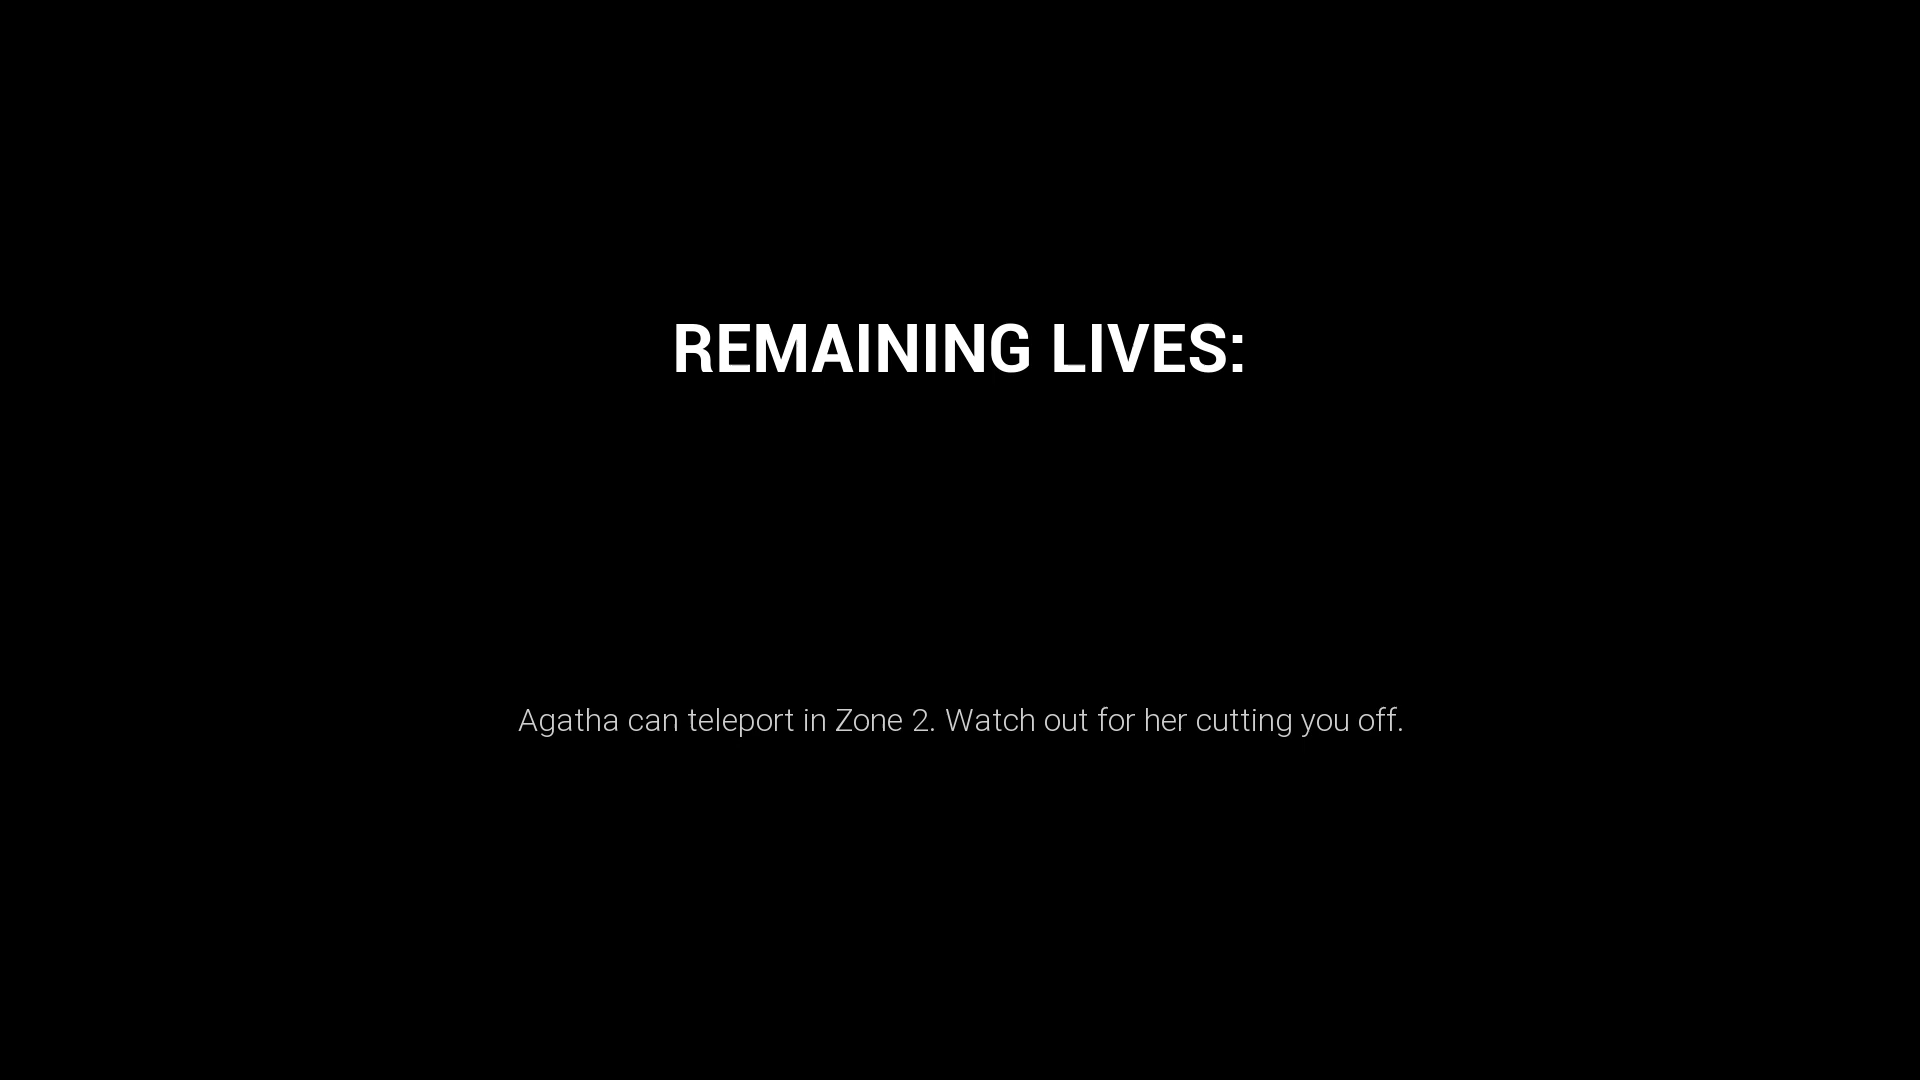 REMAINING LIVES:
Agatha can teleport in Zone 2. Watch out for her cutting you off.